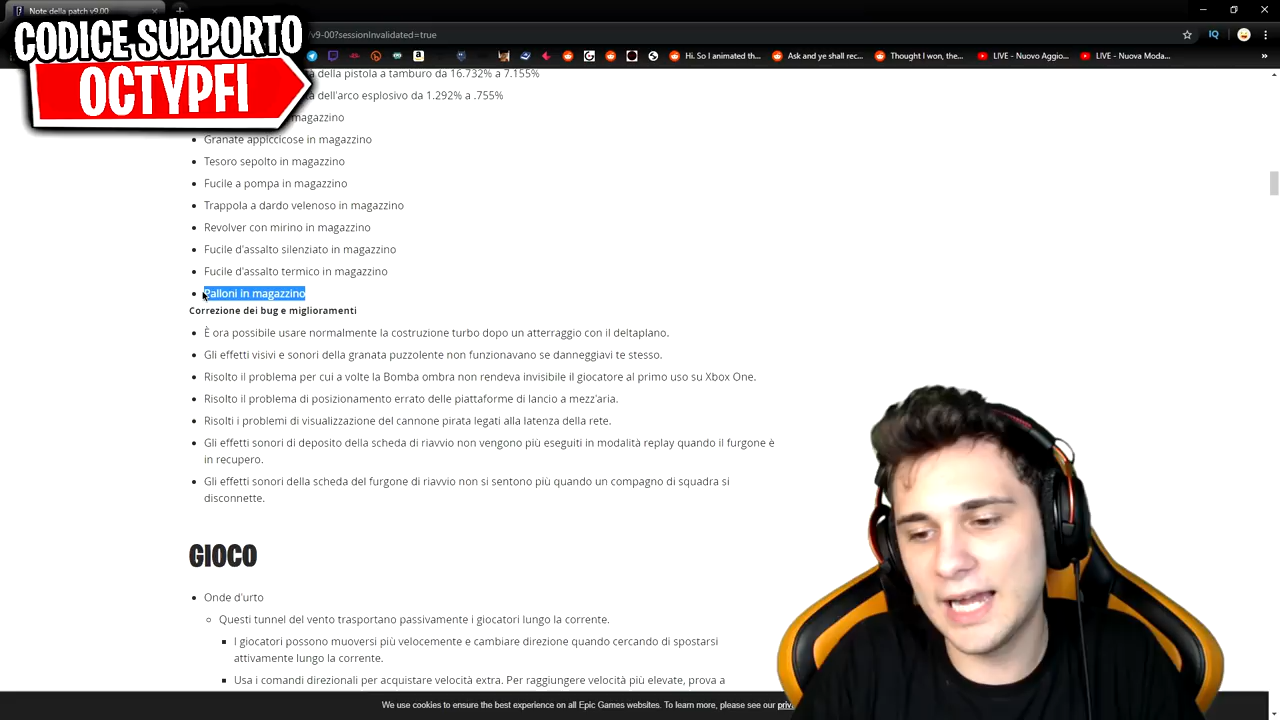 Note della patch v9.00
CODICE SUPPORTO
OCTYPFI
/v9-00?sessionInvalidated=true
IQ
Hi. So I animated th...
Ask and ye shall rec...
Thought I won, the...
LIVE - Nuovo Aggio...
LIVE - Nuova Moda...
della pistola a tamburo da 16.732% a 7.155%
dell'arco esplosivo da 1.292% a .755%
magazzino
Granate appiccicose in magazzino
Tesoro sepolto in magazzino
Fucile a pompa in magazzino
Trappola a dardo velenoso in magazzino
Revolver con mirino in magazzino
Fucile d'assalto silenziato in magazzino
Fucile d'assalto termico in magazzino
Palloni in magazzino
Correzione dei bug e miglioramenti
È ora possibile usare normalmente la costruzione turbo dopo un atterraggio con il deltaplano.
Gli effetti visivi e sonori della granata puzzolente non funzionavano se danneggiavi te stesso.
Risolto il problema per cui a volte la Bomba ombra non rendeva invisibile il giocatore al primo uso su Xbox One.
Risolto il problema di posizionamento errato delle piattaforme di lancio a mezz'aria.
Risolti i problemi di visualizzazione del cannone pirata legati alla latenza della rete.
Gli effetti sonori di deposito della scheda di riavvio non vengono più eseguiti in modalità replay quando il furgone è
in recupero.
Gli effetti sonori della scheda del furgone di riavvio non si sentono più quando un compagno di squadra si
disconnette.
GIOCO
Onde d'urto
Questi tunnel del vento trasportano passivamente i giocatori lungo la corrente.
I giocatori possono muoversi più velocemente e cambiare direzione quando cercando di spostarsi
attivamente lungo la corrente.
Usa i comandi direzionali per acquistare velocità extra. Per raggiungere velocità più elevate, prova a
We use cookies to ensure the best experience on all Epic Games websites. To learn more, please see our priv